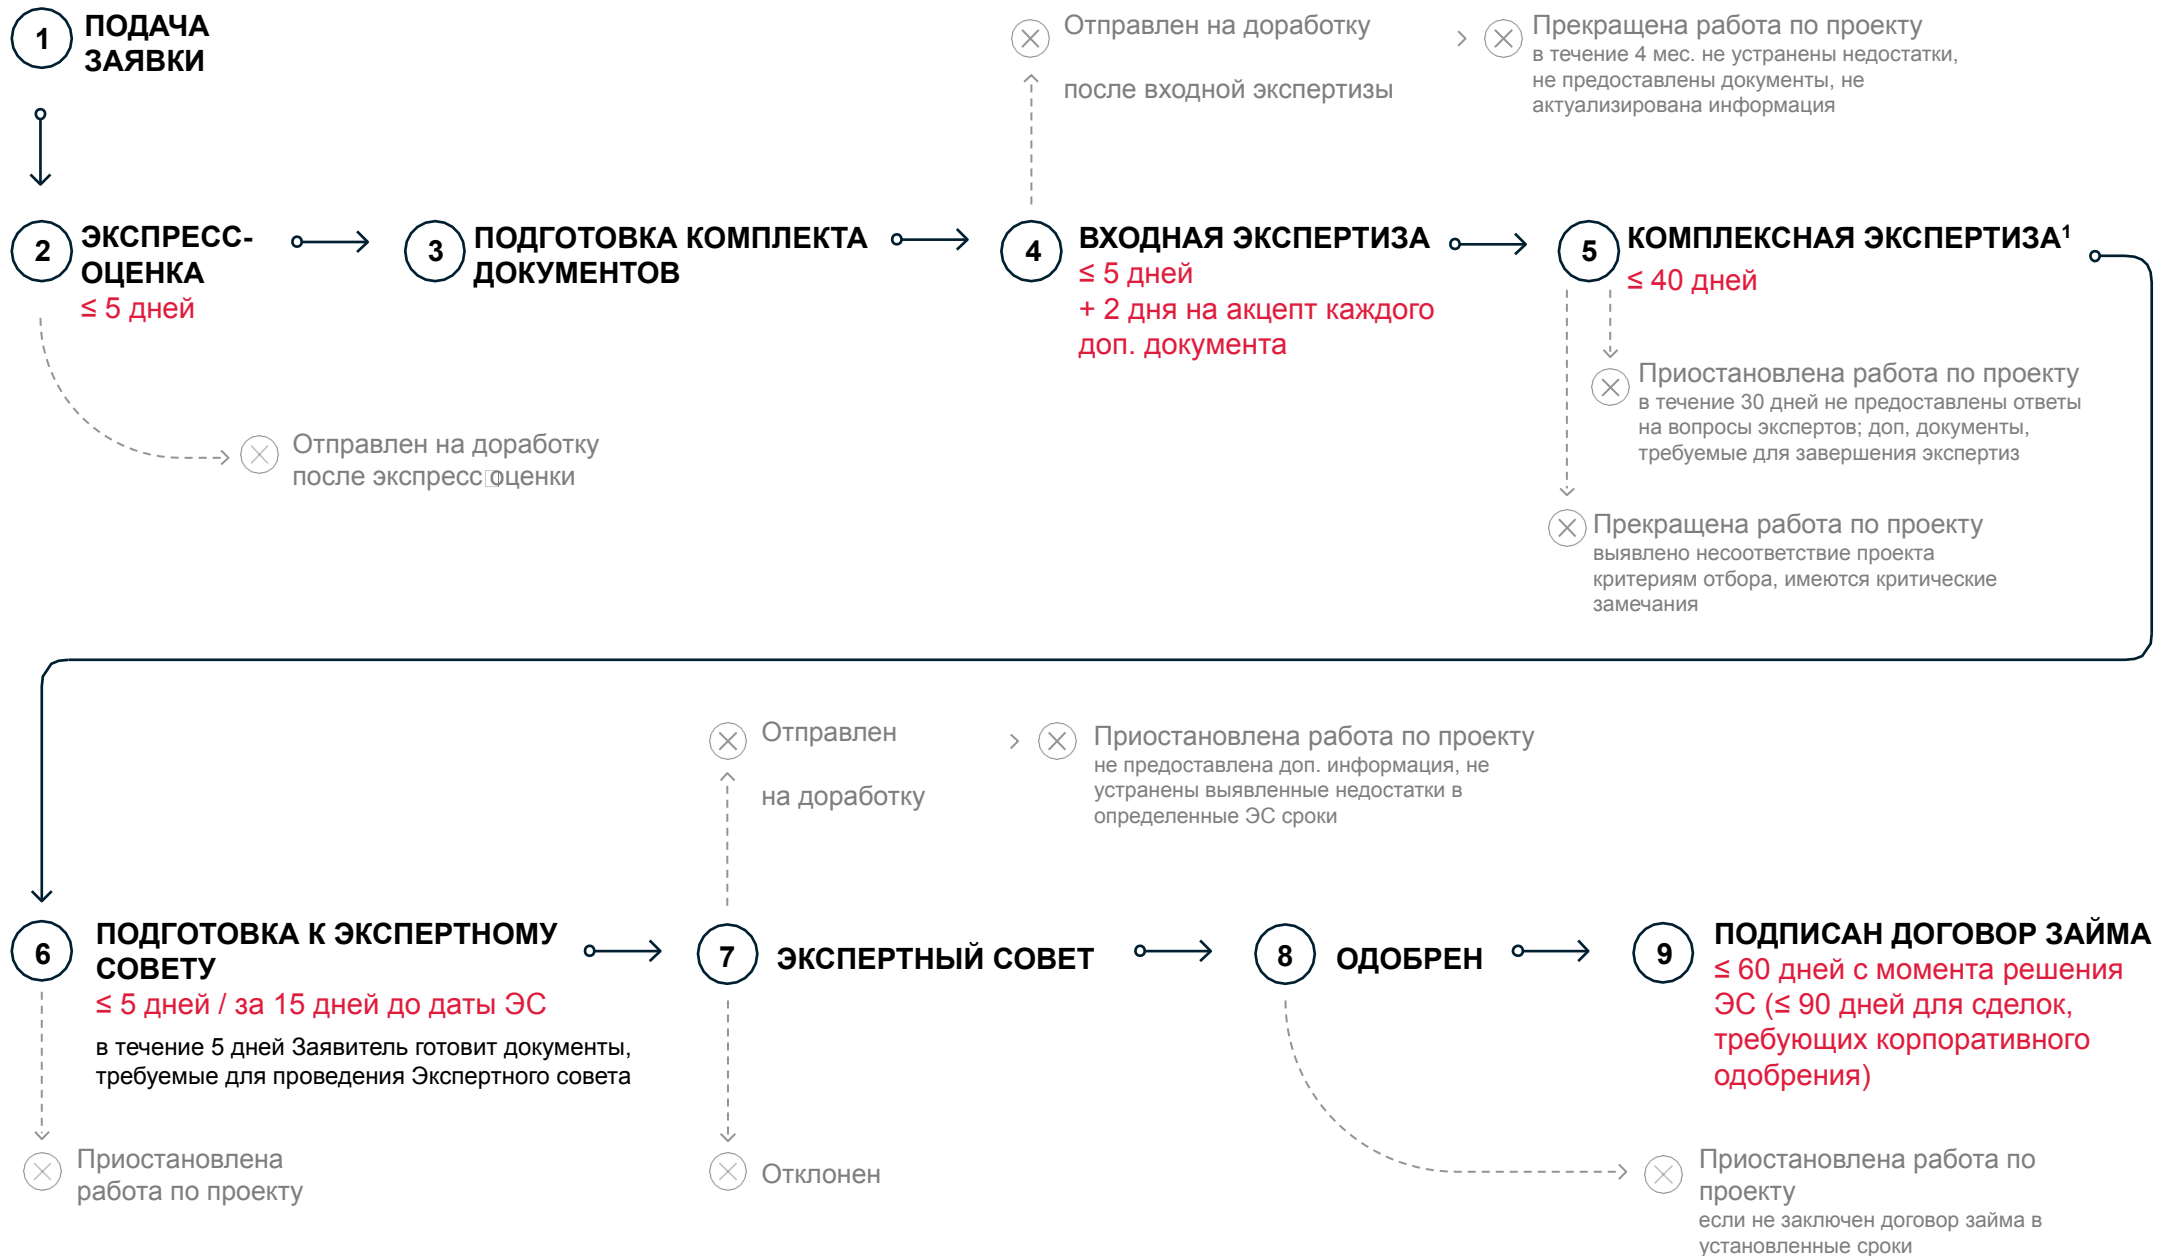 1
ПОДАЧА
ЗАЯВКИ
Отправлен на доработку
после входной экспертизы
Прекращена работа по проекту
в течение 4 мес. не устранены недостатки,
не предоставлены документы, не
актуализирована информация
2
ЭКСПРЕСС-
ОЦЕНКА
≤ 5 дней
3
ПОДГОТОВКА КОМПЛЕКТА
ДОКУМЕНТОВ
4
ВХОДНАЯ ЭКСПЕРТИЗА
≤ 5 дней
+ 2 дня на акцепт каждого
доп. документа
5
КОМПЛЕКСНАЯ ЭКСПЕРТИЗА¹
≤ 40 дней
Отправлен на доработку
после экспресс□оценки
Приостановлена работа по проекту
в течение 30 дней не предоставлены ответы
на вопросы экспертов; доп, документы,
требуемые для завершения экспертиз
Прекращена работа по проекту
выявлено несоответствие проекта
критериям отбора, имеются критические
замечания
Отправлен
на доработку
Приостановлена работа по проекту
не предоставлена доп. информация, не
устранены выявленные недостатки в
определенные ЭС сроки
6
ПОДГОТОВКА К ЭКСПЕРТНОМУ
СОВЕТУ
≤ 5 дней / за 15 дней до даты ЭС
в течение 5 дней Заявитель готовит документы,
требуемые для проведения Экспертного совета
7
ЭКСПЕРТНЫЙ СОВЕТ
8
ОДОБРЕН
9
ПОДПИСАН ДОГОВОР ЗАЙМА
≤ 60 дней с момента решения
ЭС (≤ 90 дней для сделок,
требующих корпоративного
одобрения)
Приостановлена
работа по проекту
Отклонен
Приостановлена работа по
проекту
если не заключен договор займа в
установленные сроки